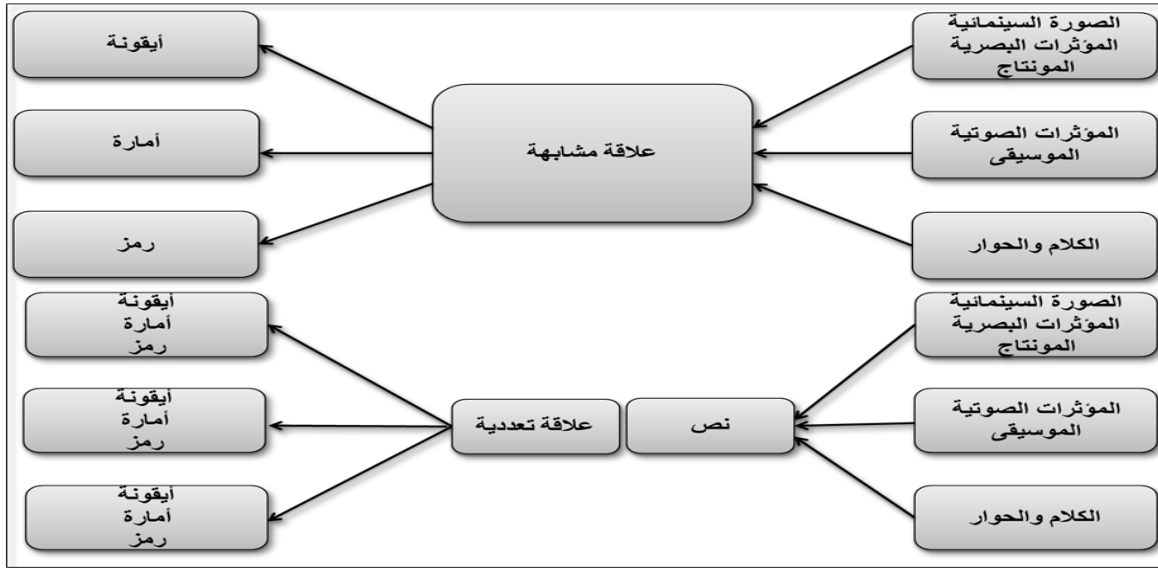 الصورة السينمائية
المؤثرات البصرية
المونتاج
المؤثرات الصوتية
الموسيقى
الكلام والحوار
علاقة مشابهة
أيقونة
أمارة
رمز
الصورة السينمائية
المؤثرات البصرية
المونتاج
المؤثرات الصوتية
الموسيقى
الكلام والحوار
نص
علاقة تعددية
أيقونة
أمارة
رمز
أيقونة
أمارة
رمز
أيقونة
أمارة
رمز